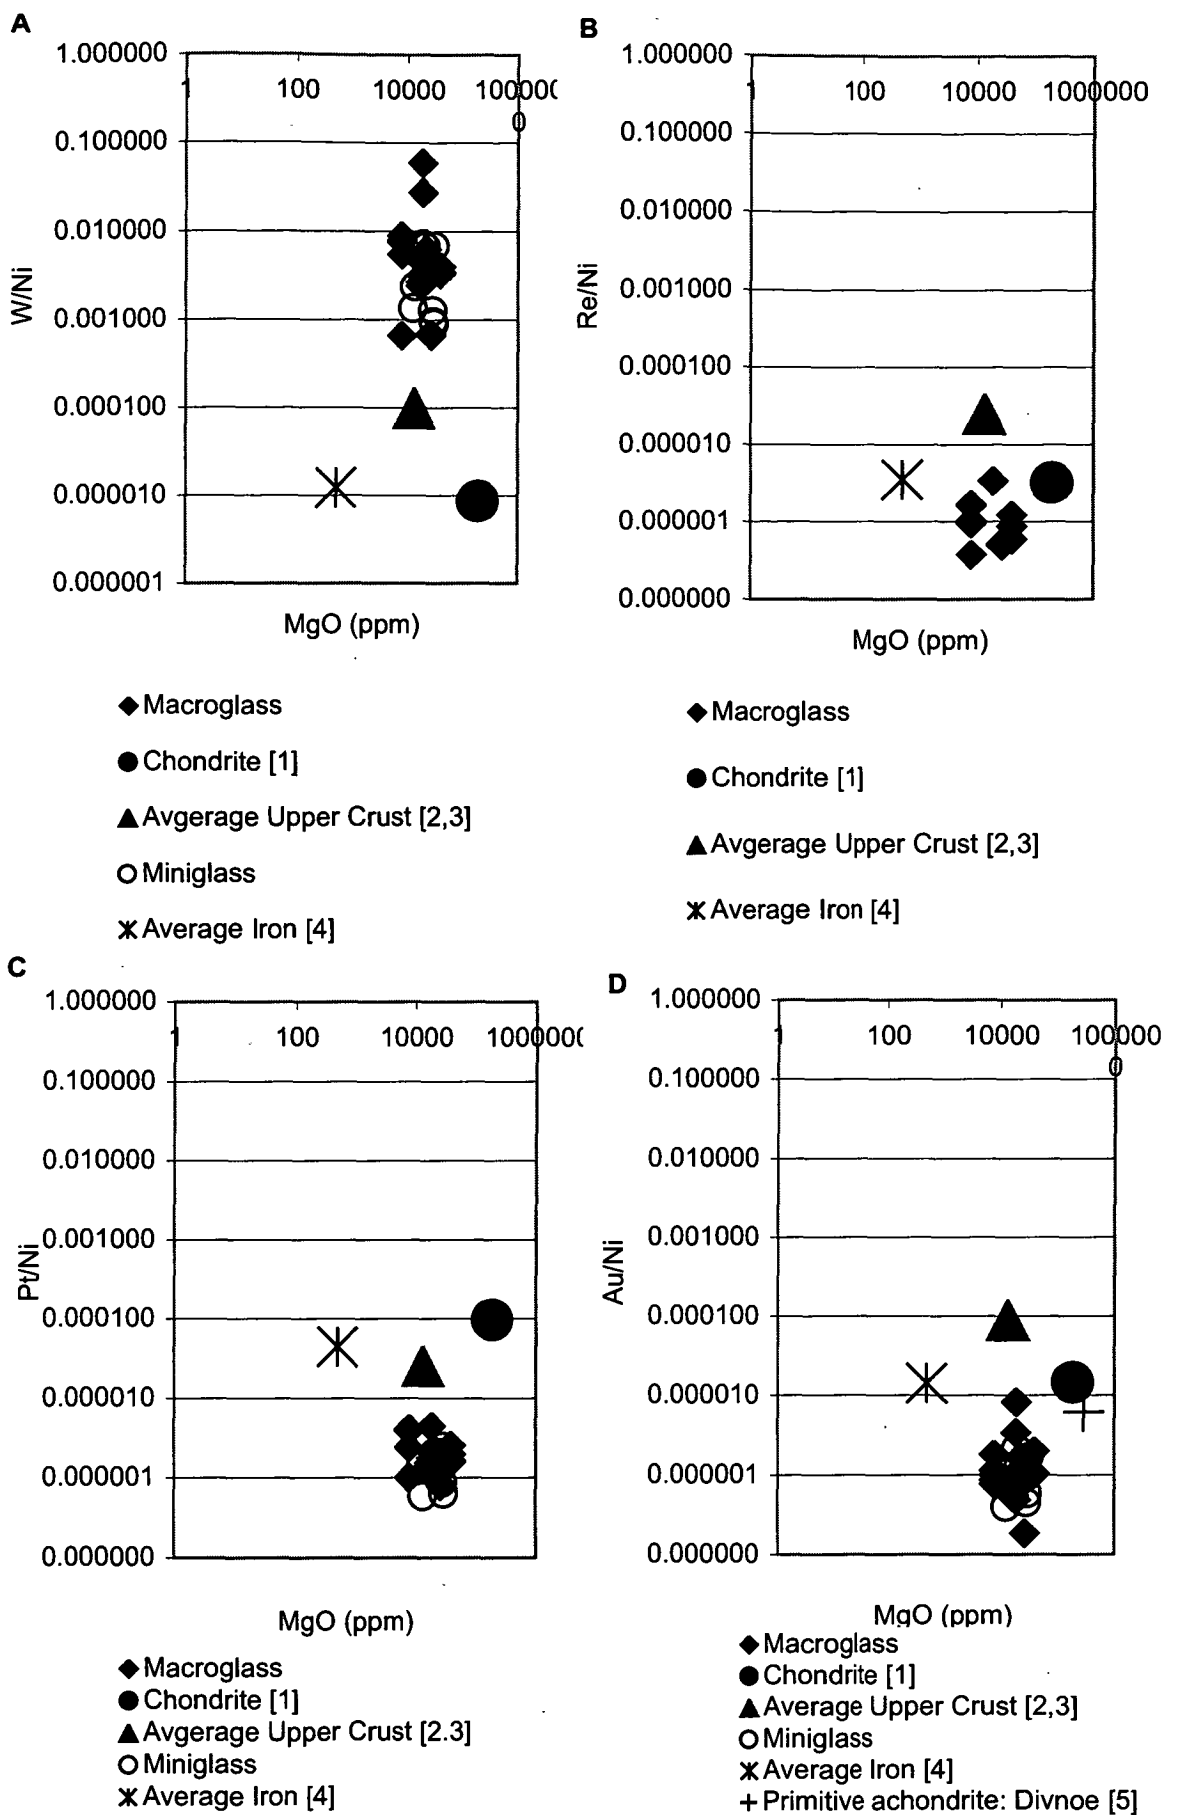 A
1.000000
1
100
10000
100000(
0
0.100000
0.010000
0.001000
0.000100
0.000010
0.000001
W/Ni
MgO (ppm)
Macroglass
Chondrite [1]
Avgerage Upper Crust [2,3]
Miniglass
Average Iron [4]
B
1.000000
1
100
10000
1000000
0.100000
0.010000
0.001000
0.000100
0.000010
0.000001
0.000000
Re/Ni
MgO (ppm)
Macroglass
Chondrite [1]
Avgerage Upper Crust [2,3]
Average Iron [4]
C
1.000000
1
100
10000
1000000(
0.100000
0.010000
0.001000
0.000100
0.000010
0.000001
0.000000
Pt/Ni
MgO (ppm)
Macroglass
Chondrite [1]
Avgerage Upper Crust [2.3]
Miniglass
Average Iron [4]
D
1.000000
1
100
10000
100000
0
0.100000
0.010000
0.001000
0.000100
0.000010
0.000001
0.000000
Au/Ni
MgO (ppm)
Macroglass
Chondrite [1]
Average Upper Crust [2,3]
Miniglass
Average Iron [4]
Primitive achondrite: Divnoe [5]